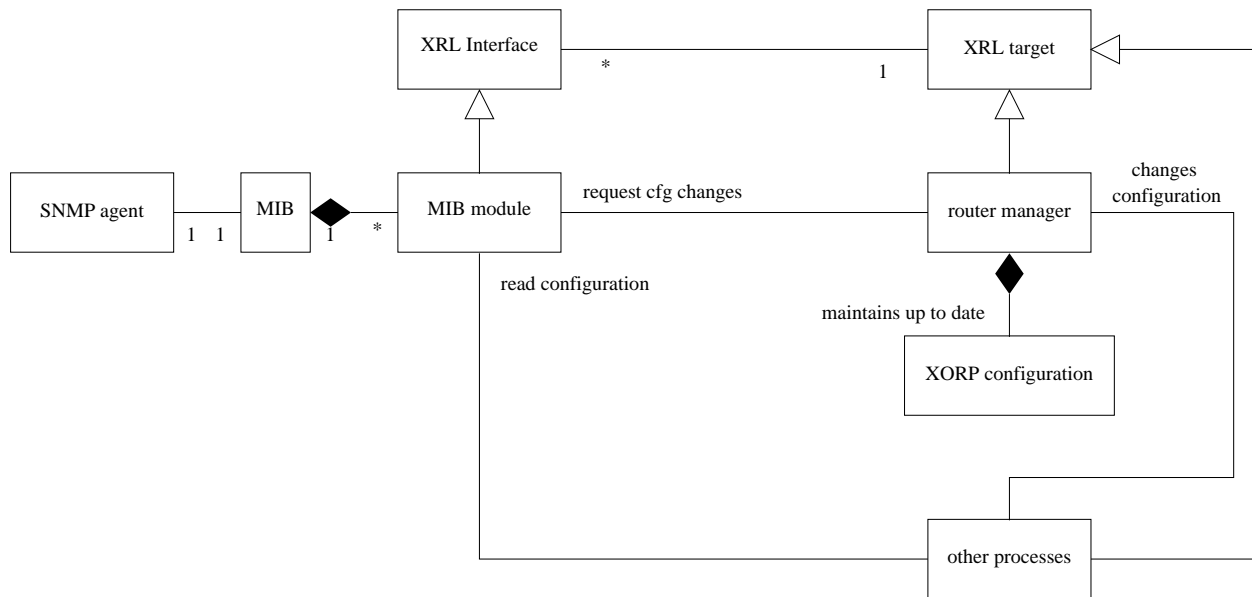 XRL Interface
XRL target
*
1
changes
configuration
SNMP agent
MIB
MIB module
request cfg changes
router manager
1
1
1
*
read configuration
maintains up to date
XORP configuration
other processes